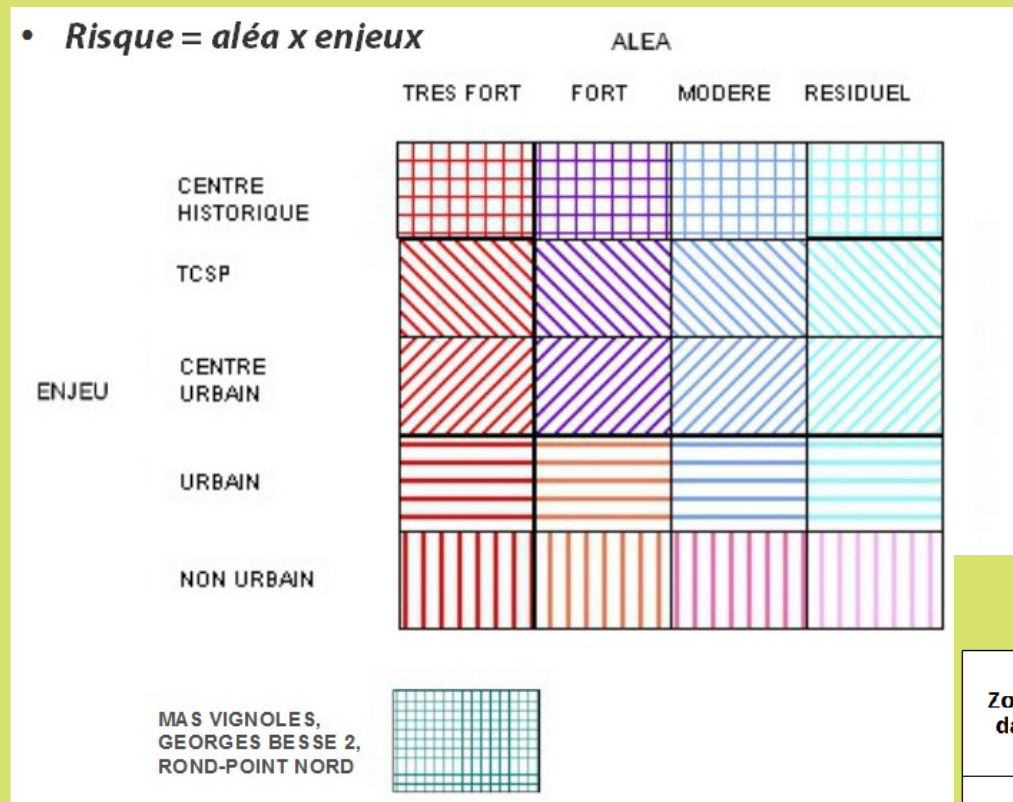 • Risque = aléa x enjeux
ALEA
TRES FORT FORT MODERE RESIDUEL
CENTRE
HISTORIQUE
TCSP
CENTRE
URBAIN
ENJEU
URBAIN
NON URBAIN
MAS VIGNOLES,
GEORGES BESSE 2,
ROND-POINT NORD